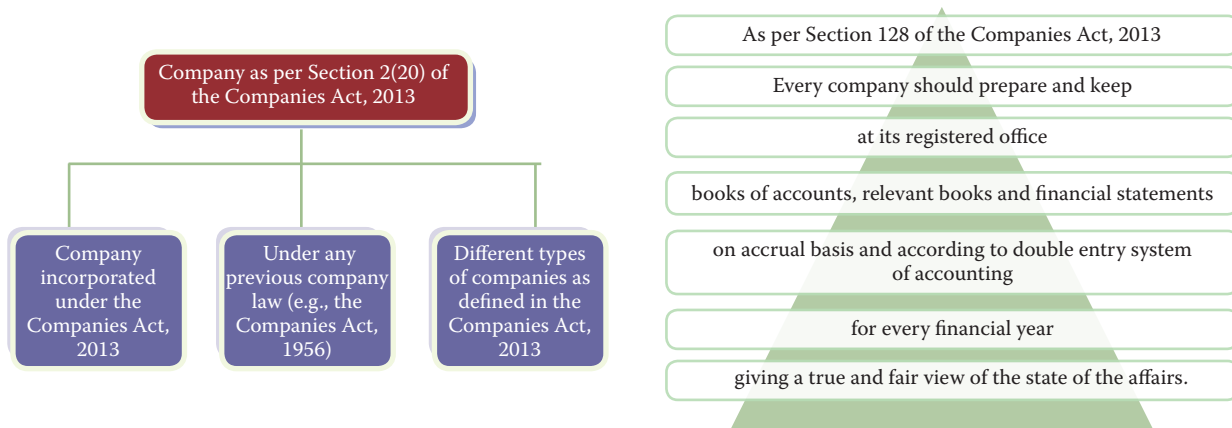 Company as per Section 2(20) of
the Companies Act, 2013
Company
incorporated
under the
Companies Act,
2013
Under any
previous company
law (e.g., the
Companies Act,
1956)
Different types
of companies as
defined in the
Companies Act,
2013
As per Section 128 of the Companies Act, 2013
Every company should prepare and keep
at its registered office
books of accounts, relevant books and financial statements
on accrual basis and according to double entry system
of accounting
for every financial year
giving a true and fair view of the state of the affairs.